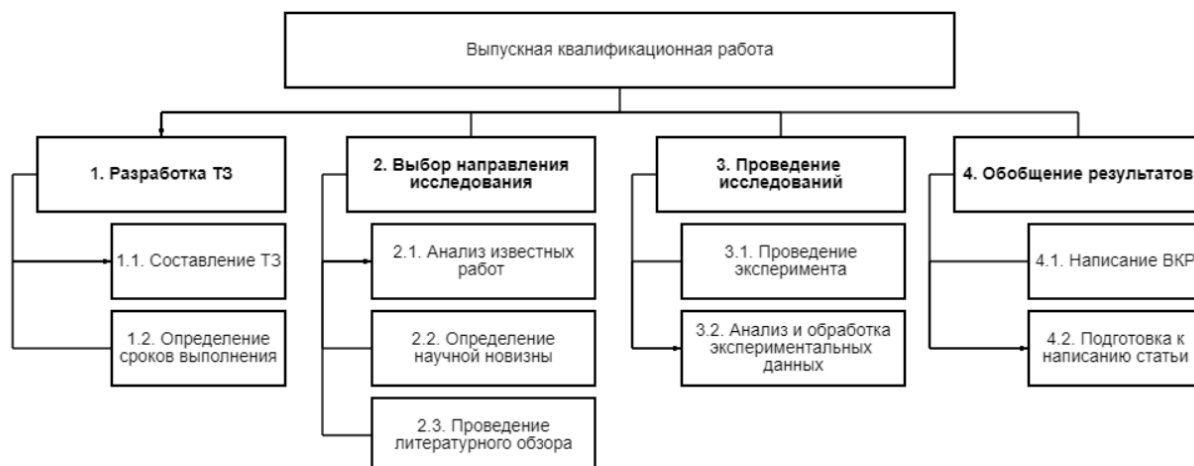 Выпускная квалификационная работа
1. Разработка ТЗ
2. Выбор направления
исследования
3. Проведение
исследований
4. Обобщение результатов
1.1. Составление ТЗ
2.1. Анализ известных
работ
3.1. Проведение
эксперимента
4.1. Написание ВКР
1.2. Определение
сроков выполнения
2.2. Определение
научной новизны
3.2. Анализ и обработка
экспериментальных
данных
4.2. Подготовка к
написанию статьи
2.3. Проведение
литературного обзора